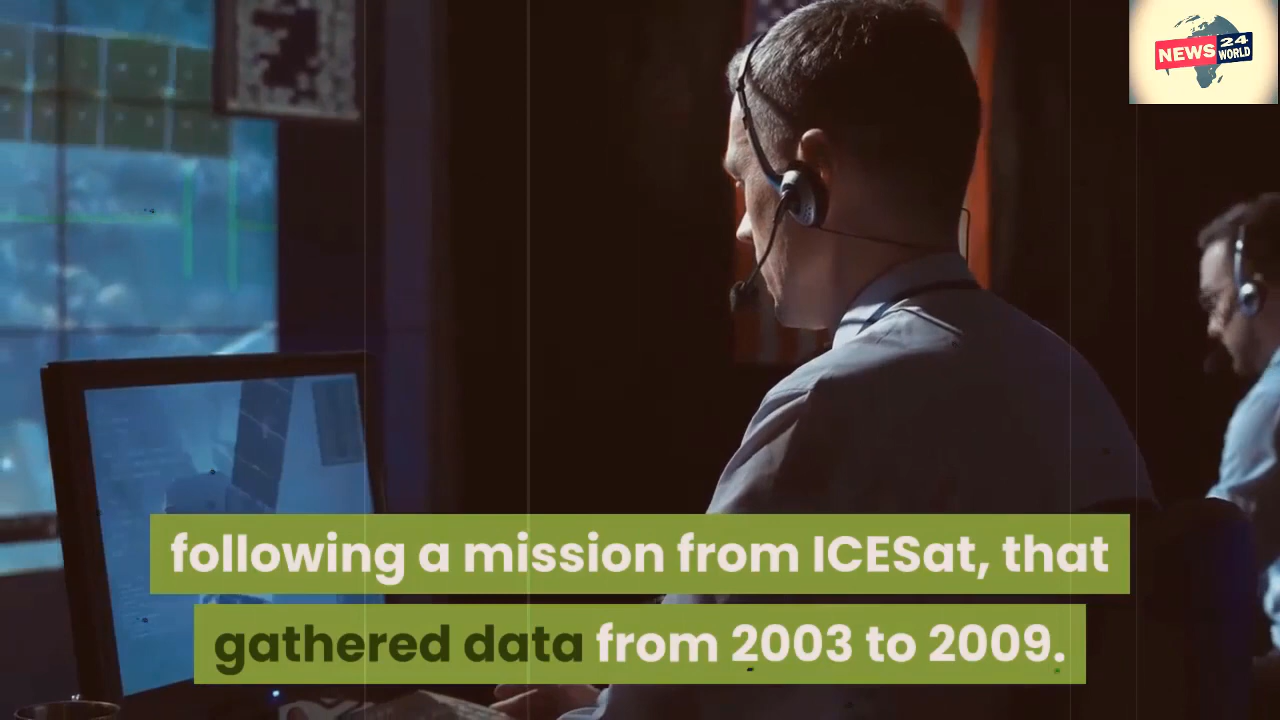 NEWS 24 WORLD
following a mission from ICESat, that
gathered data from 2003 to 2009.